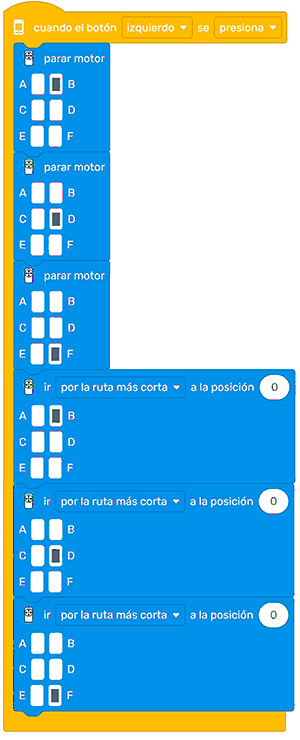 cuando el botón izquierdo se presiona
parar motor
A B
C D
E F
parar motor
A B
C D
E F
parar motor
A B
C D
E F
ir por la ruta más corta a la posición 0
A B
C D
E F
ir por la ruta más corta a la posición 0
A B
C D
E F
ir por la ruta más corta a la posición 0
A B
C D
E F